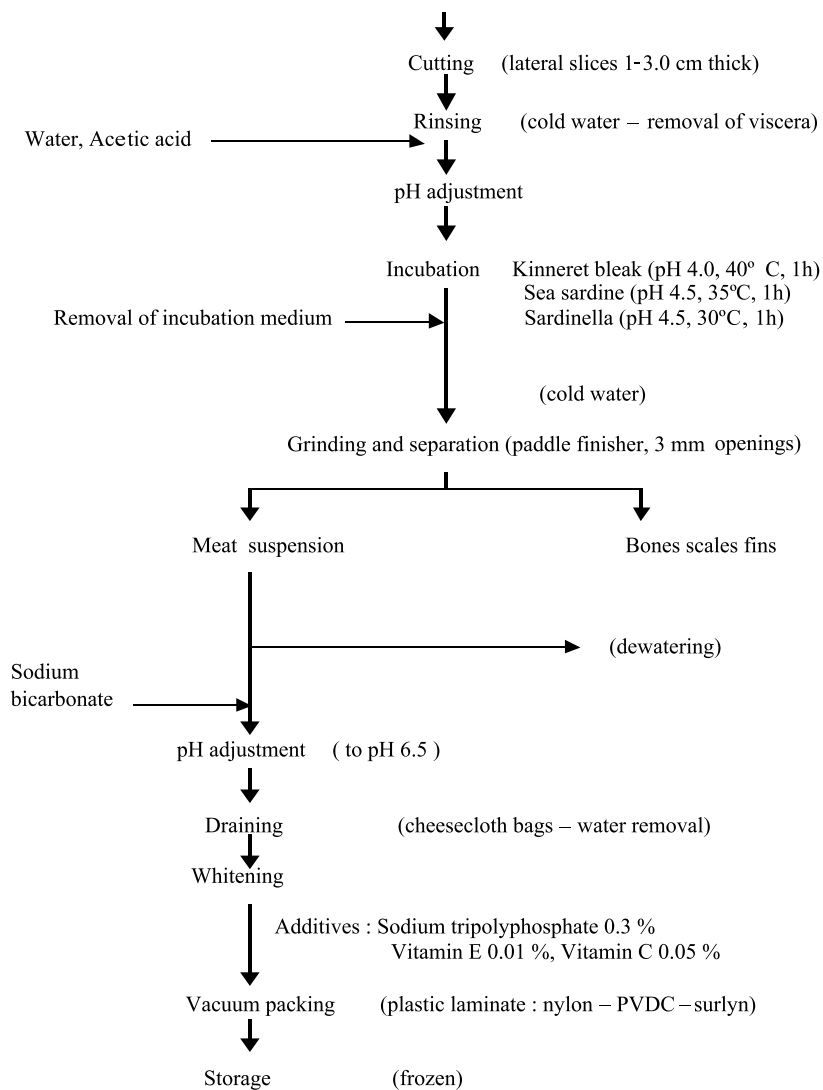 Cutting (lateral slices 1-3.0 cm thick)
Rinsing (cold water – removal of viscera)
Water, Acetic acid
pH adjustment
Incubation Kinneret bleak (pH 4.0, 40º C, 1h)
Sea sardine (pH 4.5, 35ºC, 1h)
Removal of incubation medium
Sardinella (pH 4.5, 30ºC, 1h)
(cold water)
Grinding and separation (paddle finisher, 3 mm openings)
Meat suspension
Bones scales fins
(dewatering)
Sodium
bicarbonate
pH adjustment ( to pH 6.5 )
Draining (cheesecloth bags – water removal)
Whitening
Additives : Sodium tripolyphosphate 0.3 %
Vitamin E 0.01 %, Vitamin C 0.05 %
Vacuum packing (plastic laminate : nylon – PVDC – surlyn)
Storage (frozen)